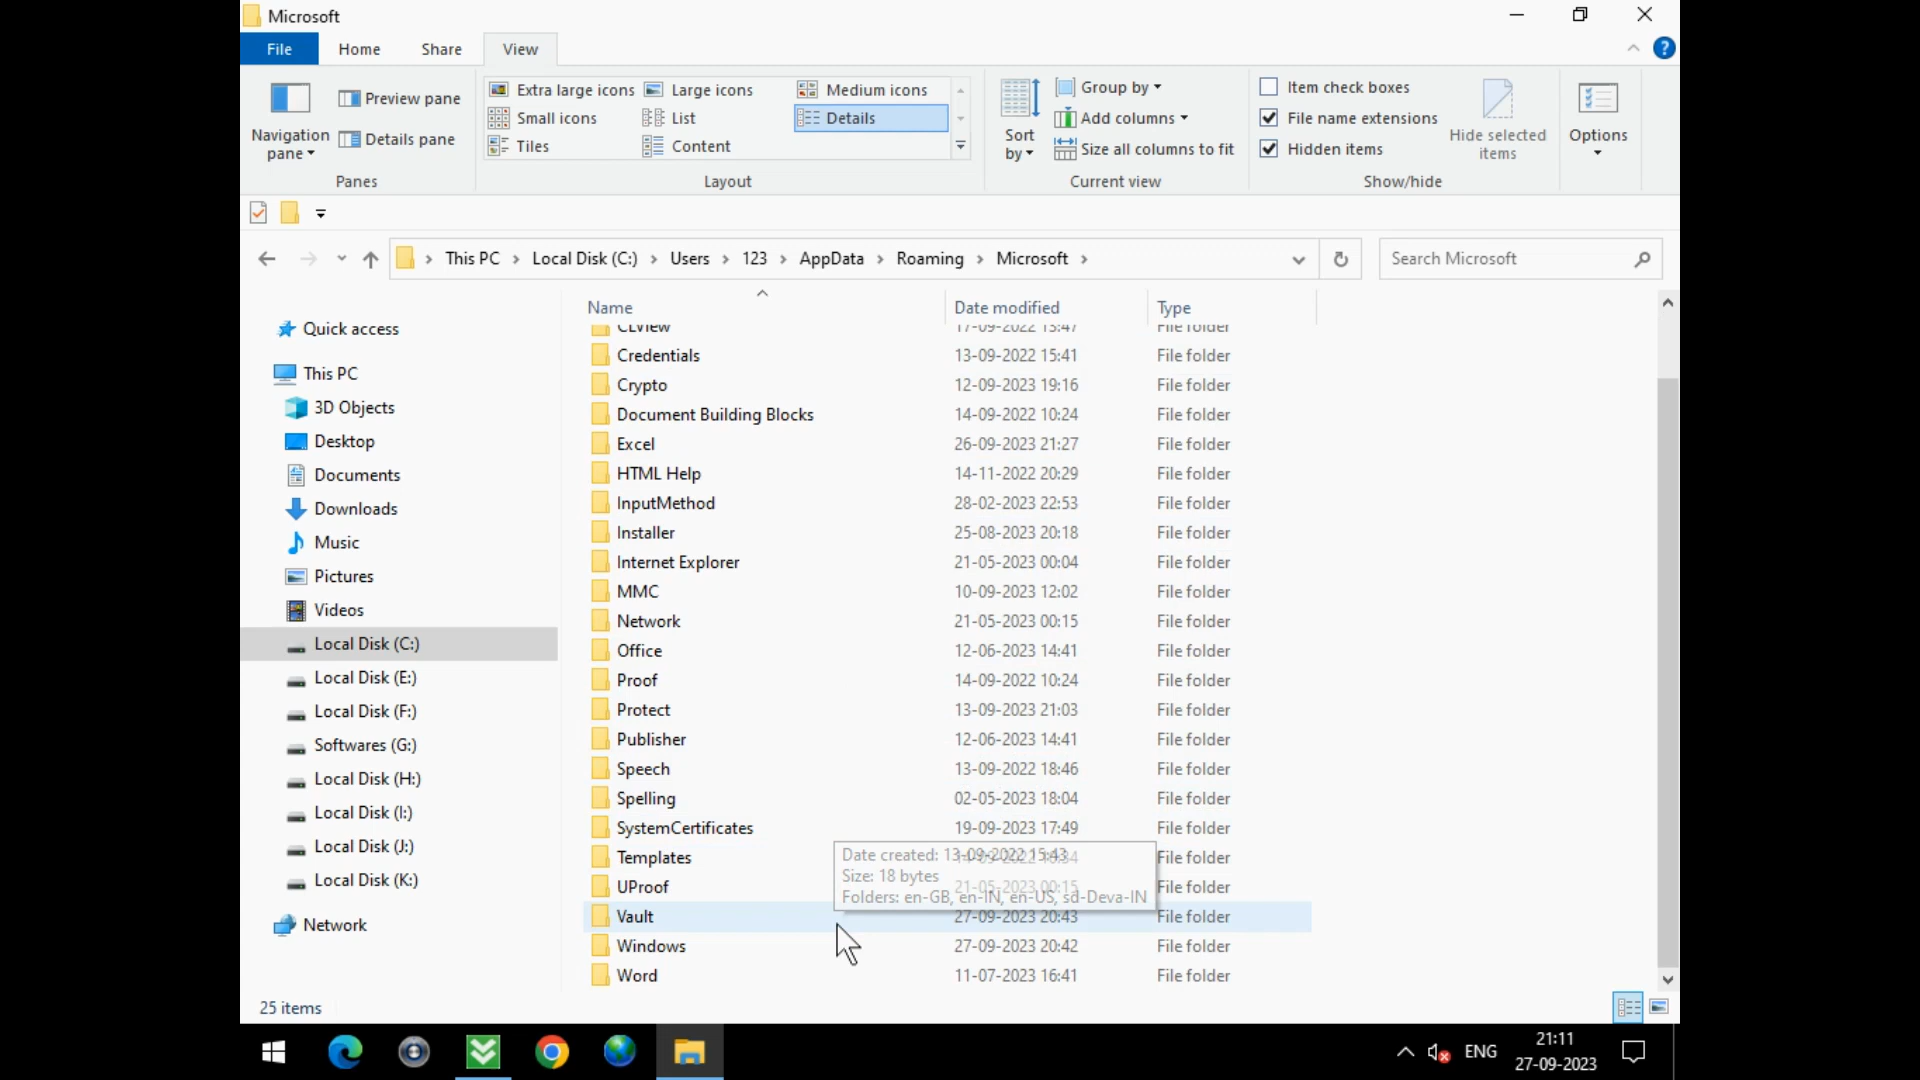 Microsoft
File Home Share View
Navigation pane
Preview pane
Details pane
Panes
Extra large icons Large icons Medium icons
Small icons List Details
Tiles Content
Layout
Sort by
Group by
Add columns
Size all columns to fit
Current view
Item check boxes
File name extensions
Hidden items
Hide selected items
Show/hide
Options
This PC Local Disk (C:) Users 123 AppData Roaming Microsoft
Search Microsoft
Quick access
This PC
3D Objects
Desktop
Documents
Downloads
Music
Pictures
Videos
Local Disk (C:)
Local Disk (E:)
Local Disk (F:)
Softwares (G:)
Local Disk (H:)
Local Disk (I:)
Local Disk (J:)
Local Disk (K:)
Network
Name Date modified Type
CLView 17-09-2022 13:47 File folder
Credentials 13-09-2022 15:41 File folder
Crypto 12-09-2023 19:16 File folder
Document Building Blocks 14-09-2022 10:24 File folder
Excel 26-09-2023 21:27 File folder
HTML Help 14-11-2022 20:29 File folder
InputMethod 28-02-2023 22:53 File folder
Installer 25-08-2023 20:18 File folder
Internet Explorer 21-05-2023 00:04 File folder
MMC 10-09-2023 12:02 File folder
Network 21-05-2023 00:15 File folder
Office 12-06-2023 14:41 File folder
Proof 14-09-2022 10:24 File folder
Protect 13-09-2023 21:03 File folder
Publisher 12-06-2023 14:41 File folder
Speech 13-09-2022 18:46 File folder
Spelling 02-05-2023 18:04 File folder
SystemCertificates 19-09-2023 17:49 File folder
Templates File folder
UProof 21-05-2023 00:15 File folder
Vault 27-09-2023 20:43 File folder
Windows 27-09-2023 20:42 File folder
Word 11-07-2023 16:41 File folder
Date created: 13-09-2022 15:43
Size: 18 bytes
Folders: en-GB, en-IN, en-US, sd-Deva-IN
25 items
ENG
21:11
27-09-2023